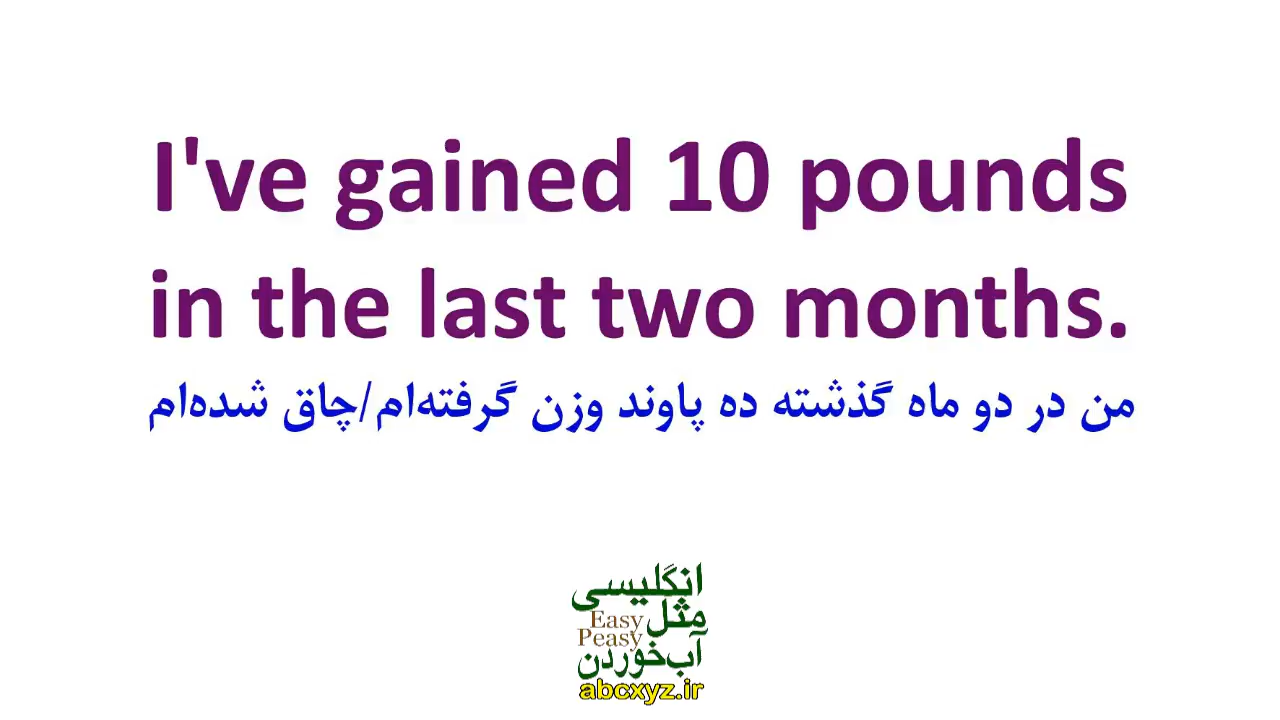 I've gained 10 pounds
in the last two months.
من در دو ماه گذشته ده پاوند وزن گرفته‌ام/چاق شده‌ام
انگلیسی
مثل
Easy
Peasy
آب‌خوردن
abcxyz.ir